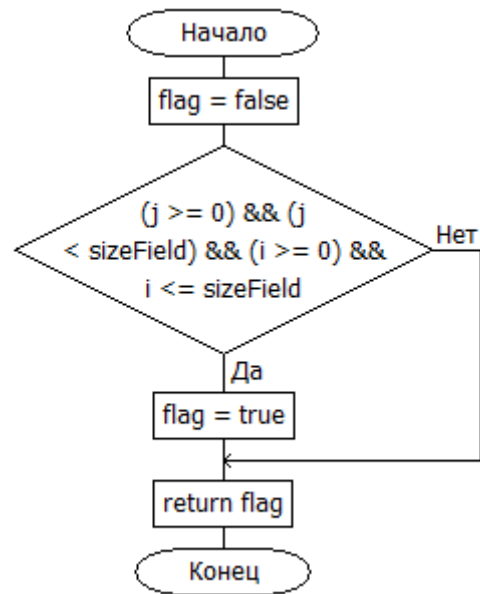 Начало
flag = false
(j >= 0) && (j
< sizeField) && (i >= 0) &&
i <= sizeField
Нет
Да
flag = true
return flag
Конец